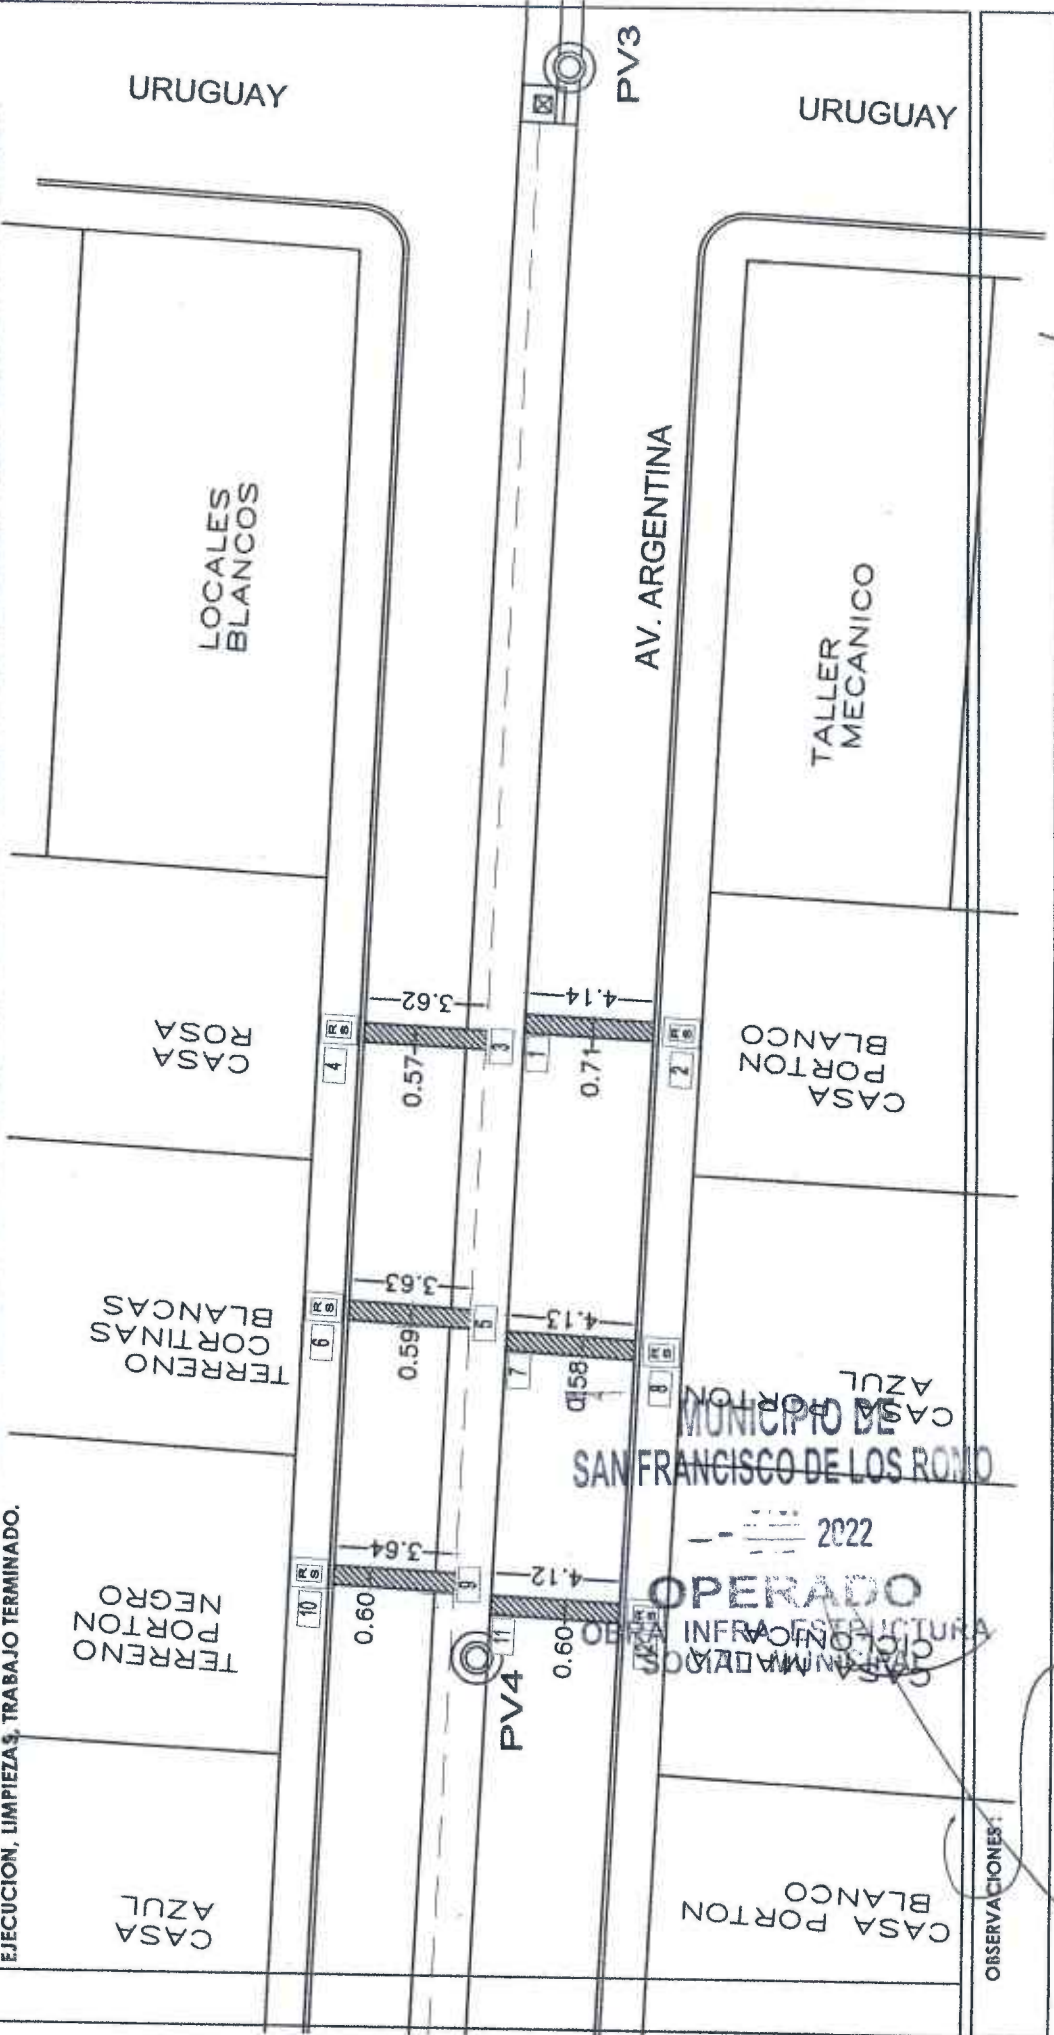 EJECUCION, LIMPIEZAS, TRABAJO TERMINADO.
URUGUAY
URUGUAY
PV3
LOCALES
BLANCOS
AV. ARGENTINA
TALLER
MECANICO
CASA
ROSA
4
R
S
3.62
0.57
3
1
4.14
0.71
R
S
2
CASA
PORTON
BLANCO
TERRENO
CORTINAS
BLANCAS
6
R
S
3.63
0.59
5
7
4.13
0.58
R
S
8
CASA PORTON
AZUL
MUNICIPIO DE
SAN FRANCISCO DE LOS ROMO
2022
OPERADO
OBRA INFRA ESTRUCTURA
SOCIAL MUNICIPAL
TERRENO
PORTON
NEGRO
10
R
S
3.64
0.60
9
11
4.12
0.60
PV4
CASA
CASA
AZUL
CASA PORTON
BLANCO
OBSERVACIONES: